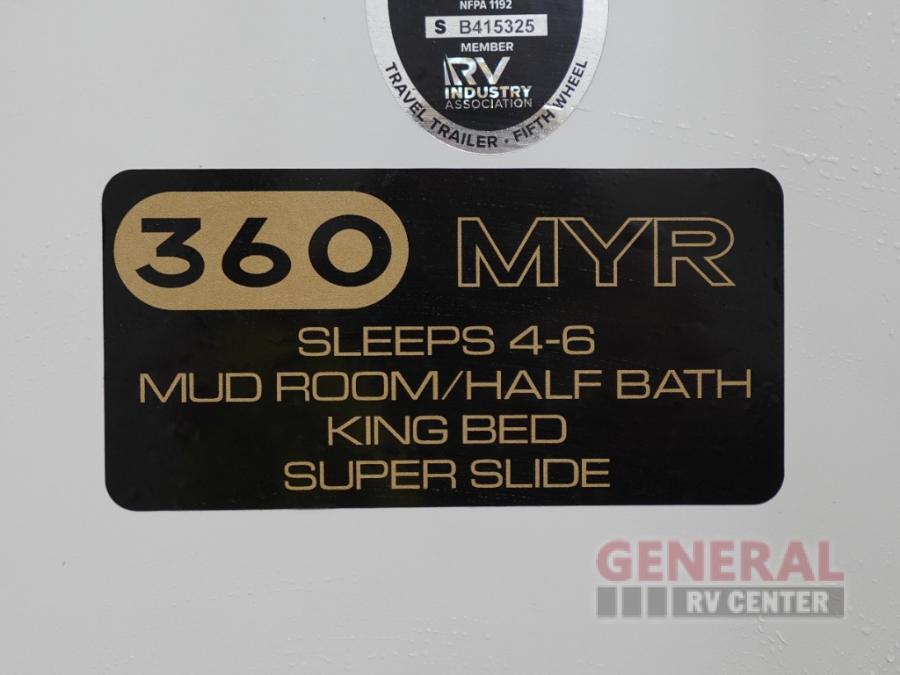 NFPA 1192
S B415325
MEMBER
RV
INDUSTRY
ASSOCIATION
TRAVEL TRAILER · FIFTH WHEEL
360 MYR
SLEEPS 4-6
MUD ROOM/HALF BATH
KING BED
SUPER SLIDE
GENERAL
RV CENTER